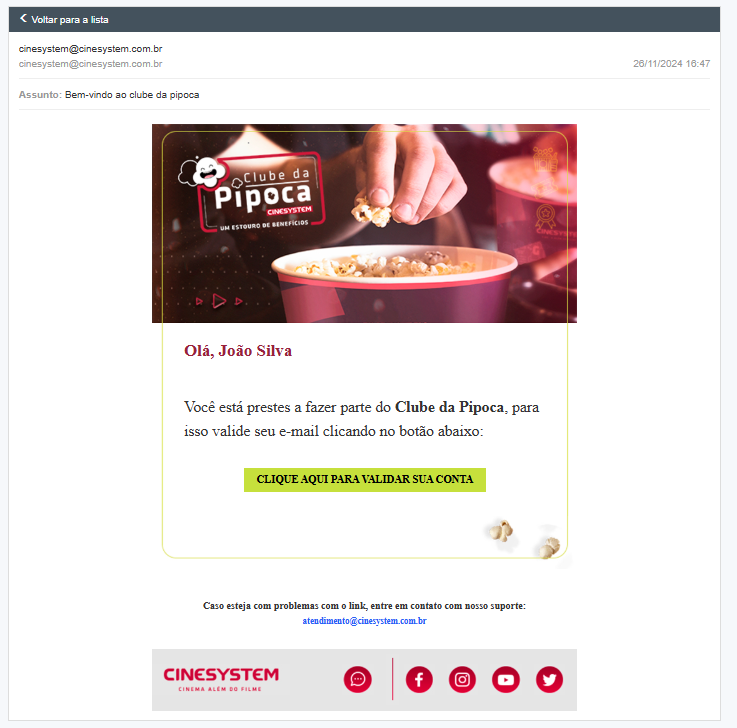 Voltar para a lista
cinesystem@cinesystem.com.br
cinesystem@cinesystem.com.br
26/11/2024 16:47
Assunto: Bem-vindo ao clube da pipoca
Clube da
Pipoca
CINESYSTEM
UM ESTOURO DE BENEFÍCIOS
CINESYSTEM
Olá, João Silva
Você está prestes a fazer parte do Clube da Pipoca, para
isso valide seu e-mail clicando no botão abaixo:
CLIQUE AQUI PARA VALIDAR SUA CONTA
Caso esteja com problemas com o link, entre em contato com nosso suporte:
atendimento@cinesystem.com.br
CINESYSTEM
CINEMA ALÉM DO FILME